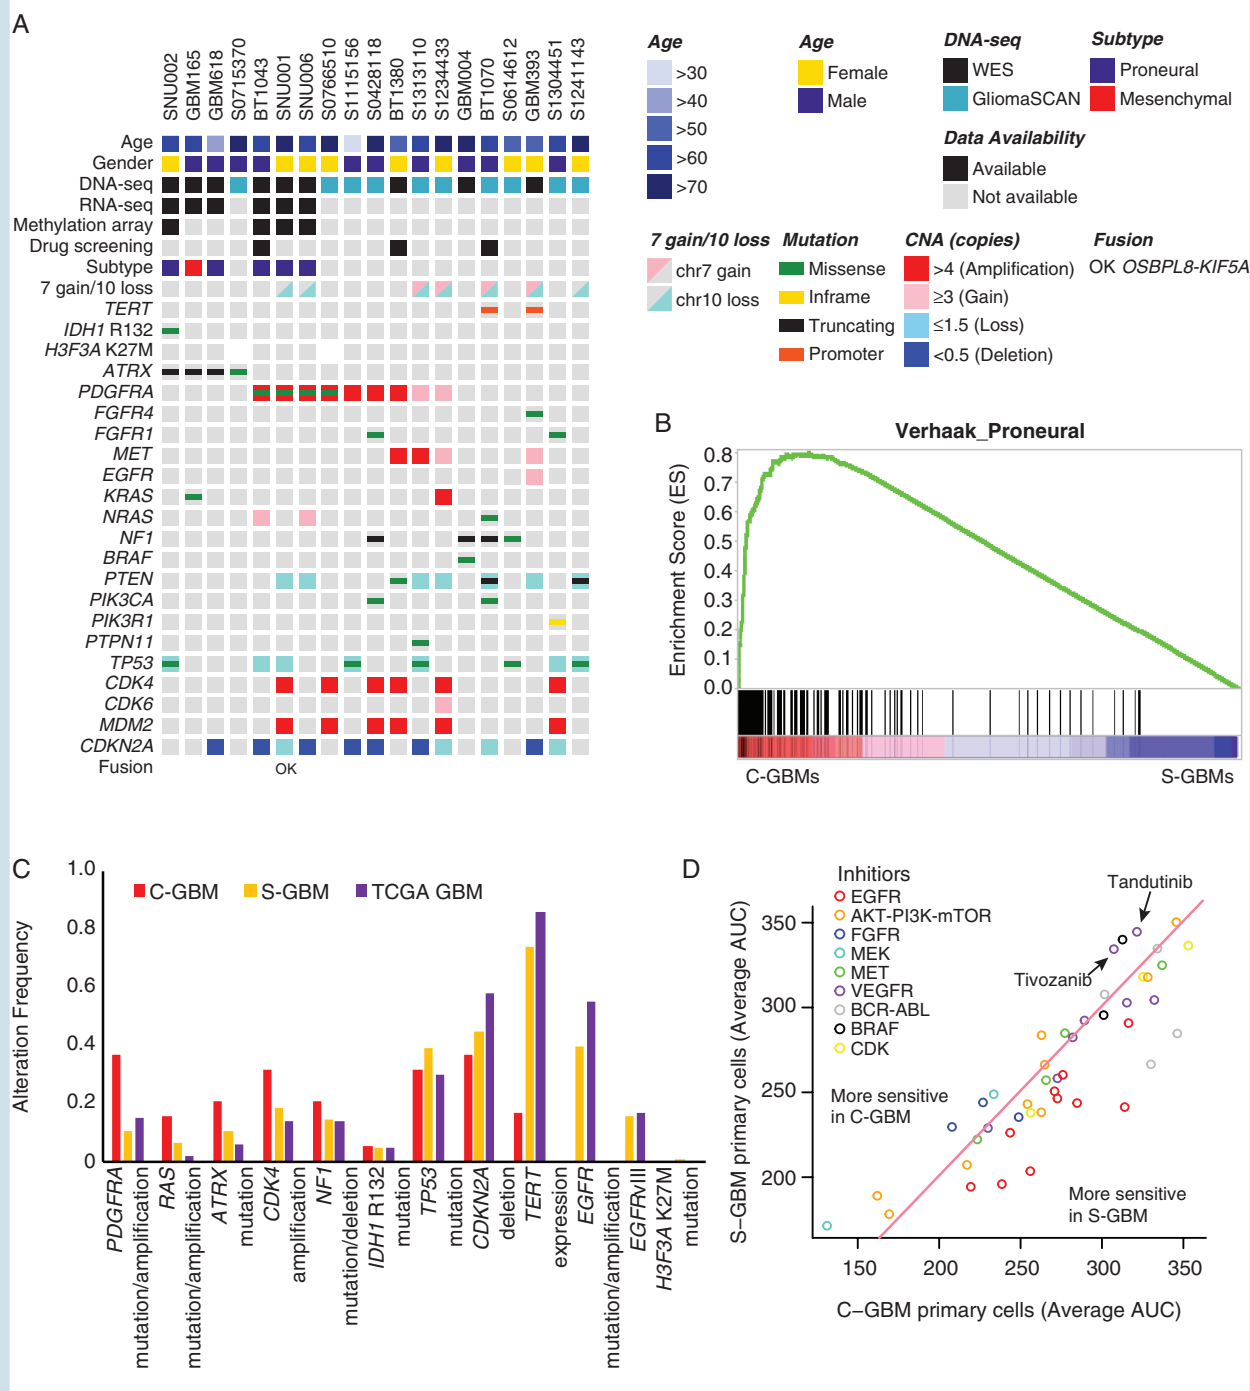 A
SNU002
GBM165
GBM618
S0715370
BT1043
SNU001
SNU006
S0766510
S1115156
S0428118
BT1380
S1313110
S1234433
GBM004
BT1070
S0614612
GBM393
S1304451
S1241143
Age
Gender
DNA-seq
RNA-seq
Methylation array
Drug screening
Subtype
7 gain/10 loss
TERT
IDH1 R132
H3F3A K27M
ATRX
PDGFRA
FGFR4
FGFR1
MET
EGFR
KRAS
NRAS
NF1
BRAF
PTEN
PIK3CA
PIK3R1
PTPN11
TP53
CDK4
CDK6
MDM2
CDKN2A
Fusion
OK
Age
>30
>40
>50
>60
>70
Age
Female
Male
DNA-seq
WES
GliomaSCAN
Subtype
Proneural
Mesenchymal
Data Availability
Available
Not available
7 gain/10 loss
chr7 gain
chr10 loss
Mutation
Missense
Inframe
Truncating
Promoter
CNA (copies)
>4 (Amplification)
≥3 (Gain)
≤1.5 (Loss)
<0.5 (Deletion)
Fusion
OK OSBPL8-KIF5A
B
Verhaak_Proneural
Enrichment Score (ES)
0.8
0.7
0.6
0.5
0.4
0.3
0.2
0.1
0.0
C-GBMs
S-GBMs
C
Alteration Frequency
1.0
0.8
0.6
0.4
0.2
0
C-GBM
S-GBM
TCGA GBM
PDGFRA
mutation/amplification
RAS
mutation/amplification
ATRX
mutation
CDK4
amplification
NF1
mutation/deletion
IDH1 R132
mutation
TP53
mutation
CDKN2A
deletion
TERT
expression
EGFR
mutation/amplification
EGFRvIII
H3F3A K27M
mutation
D
Inhitiors
EGFR
AKT-PI3K-mTOR
FGFR
MEK
MET
VEGFR
BCR-ABL
BRAF
CDK
Tandutinib
Tivozanib
More sensitive
in C-GBM
More sensitive
in S-GBM
S−GBM primary cells (Average AUC)
350
300
250
200
150
200
250
300
350
C−GBM primary cells (Average AUC)